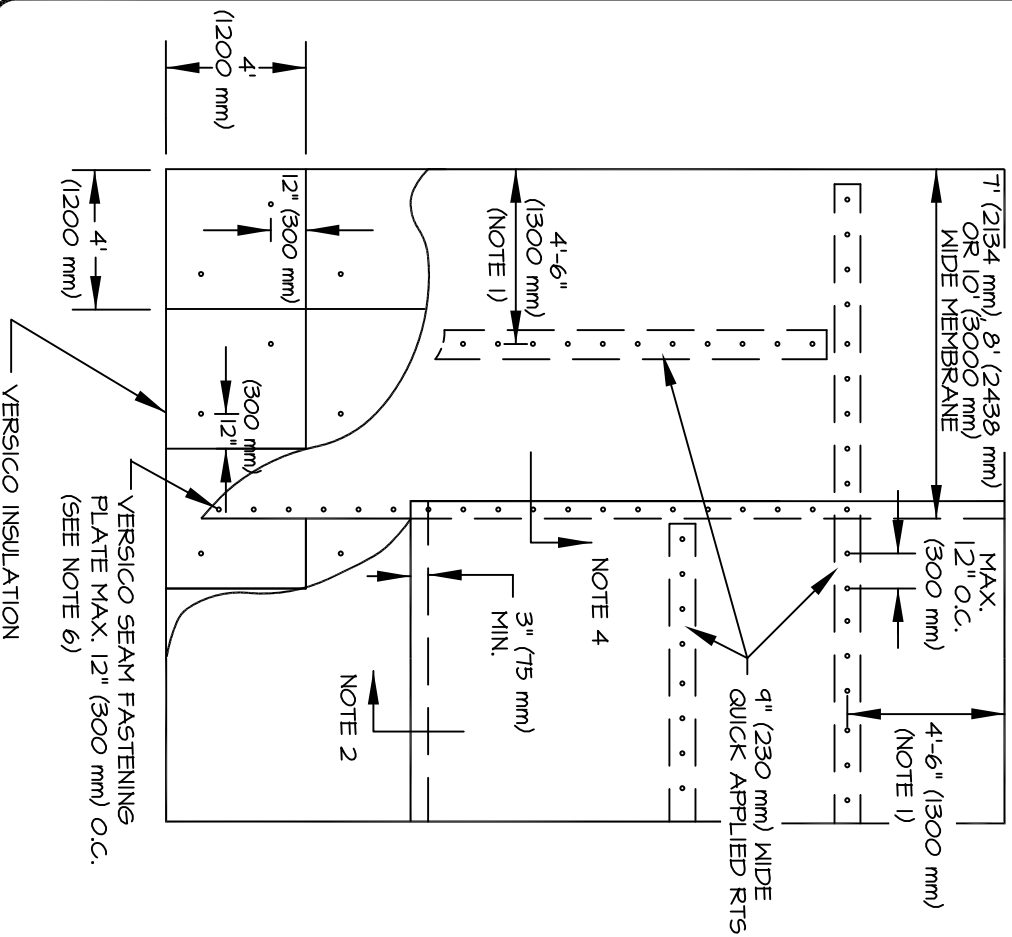 7' (2134 mm), 8' (2438 mm)
OR 10' (3000 mm)
WIDE MEMBRANE
MAX.
12" O.C.
(300 mm)
4'-6" (1300 mm)
(NOTE 1)
4'-6"
(1300 mm)
(NOTE 1)
9" (230 mm) WIDE
QUICK APPLIED RTS
NOTE 4
3" (75 mm)
MIN.
NOTE 2
4'
(1200 mm)
12" (300 mm)
4'
(1200 mm)
(300 mm)
12"
VERSICO SEAM FASTENING
PLATE MAX. 12" (300 mm) O.C.
(SEE NOTE 6)
VERSICO INSULATION